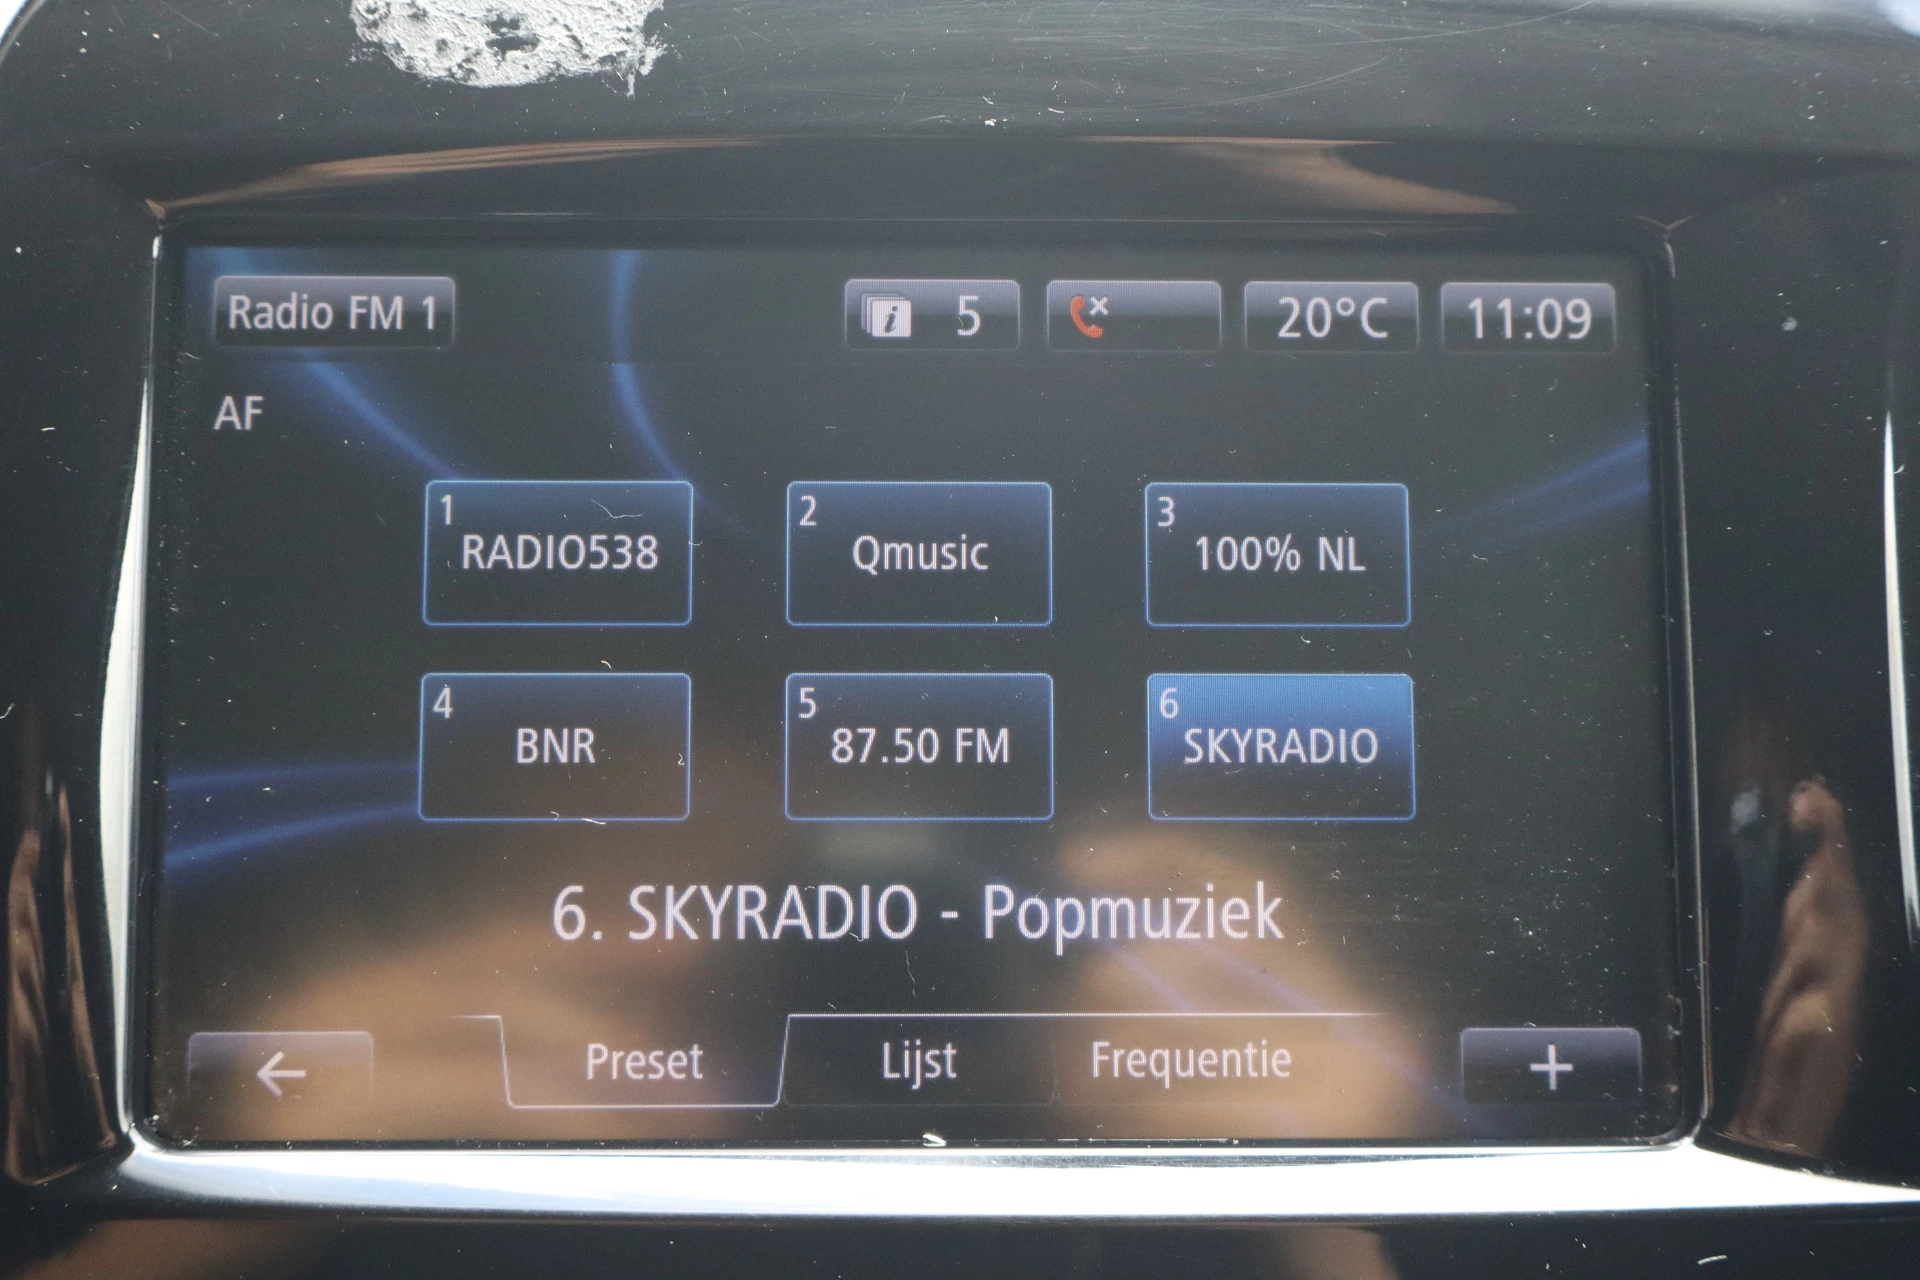 Radio FM 1
i 5
20°C
11:09
AF
1
RADIO538
2
Qmusic
3
100% NL
4
BNR
5
87.50 FM
6
SKYRADIO
6. SKYRADIO - Popmuziek
Preset
Lijst
Frequentie